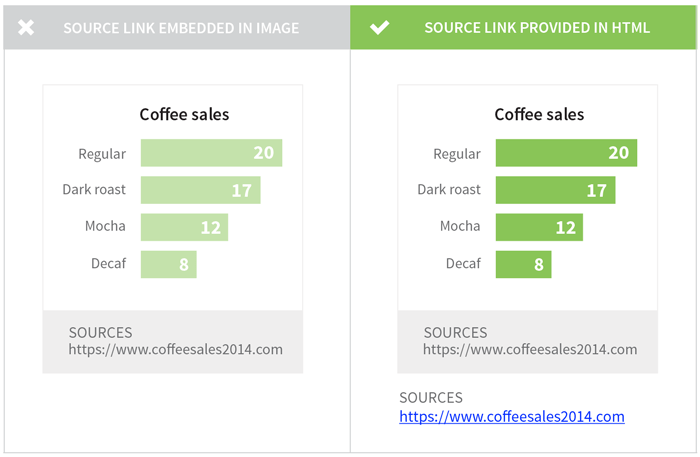 SOURCE LINK EMBEDDED IN IMAGE
Coffee sales
Regular 20
Dark roast 17
Mocha 12
Decaf 8
SOURCES
https://www.coffeesales2014.com
SOURCE LINK PROVIDED IN HTML
Coffee sales
Regular 20
Dark roast 17
Mocha 12
Decaf 8
SOURCES
https://www.coffeesales2014.com
SOURCES
https://www.coffeesales2014.com